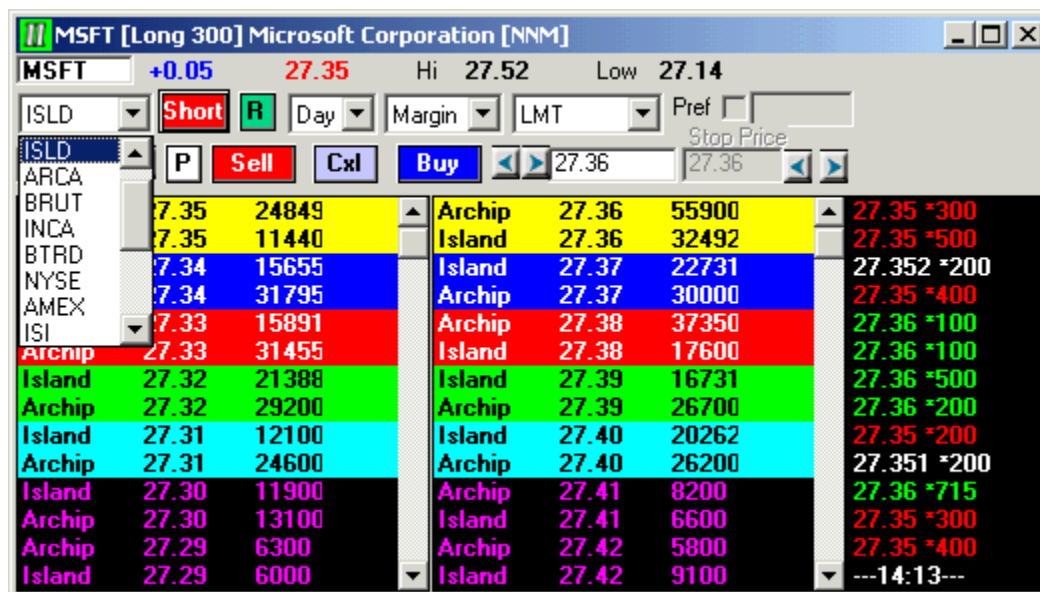 MSFT [Long 300] Microsoft Corporation [NNM]
MSFT +0.05 27.35 Hi 27.52 Low 27.14
ISLD Short R Day Margin LMT Pref
Stop Price
P Sell Cxl Buy 27.36 27.36
ISLD
ARCA
BRUT
INCA
BTRD
NYSE
AMEX
ISI
27.35 24849 Archip 27.36 55900 27.35 *300
27.35 11440 Island 27.36 32492 27.35 *500
27.34 15655 Island 27.37 22731 27.352 *200
27.34 31795 Archip 27.37 30000 27.35 *400
27.33 15891 Archip 27.38 37350 27.36 *100
Archip 27.33 31455 Island 27.38 17600 27.36 *100
Island 27.32 21388 Island 27.39 16731 27.36 *500
Archip 27.32 29200 Archip 27.39 26700 27.36 *200
Island 27.31 12100 Island 27.40 20262 27.35 *200
Archip 27.31 24600 Archip 27.40 26200 27.351 *200
Island 27.30 11900 Archip 27.41 8200 27.36 *715
Archip 27.30 13100 Island 27.41 6600 27.35 *300
Archip 27.29 6300 Archip 27.42 5800 27.35 *400
Island 27.29 6000 Island 27.42 9100 ---14:13---